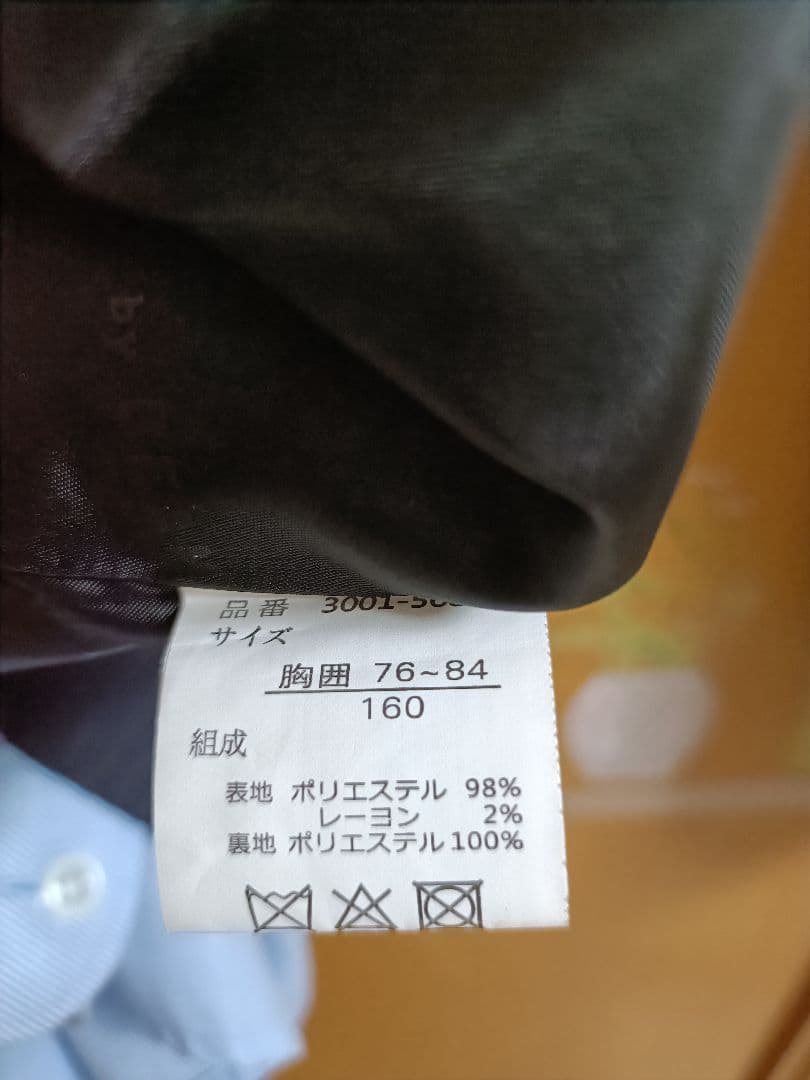 by
品番 3001-
サイズ
胸囲 76~84
160
組成
表地 ポリエステル 98%
レーヨン 2%
裏地 ポリエステル 100%